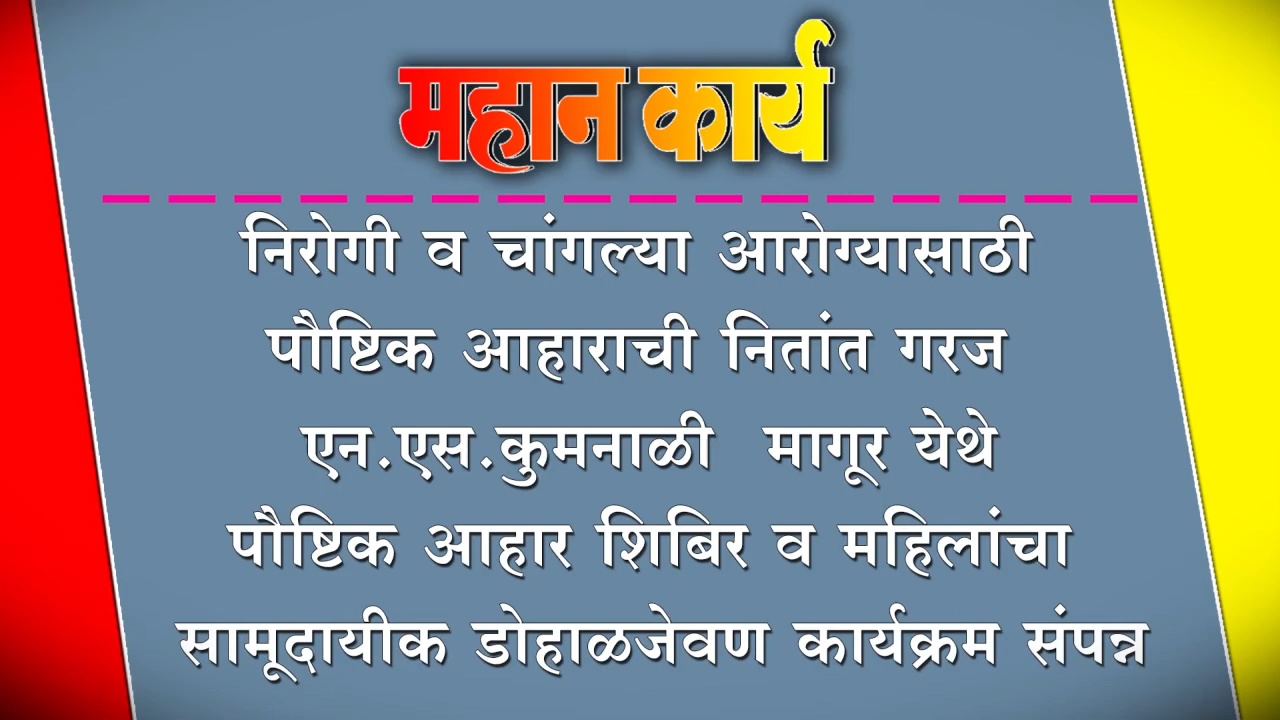 महान कार्य
निरोगी व चांगल्या आरोग्यासाठी
पौष्टिक आहाराची नितांत गरज
एन.एस.कुमनाळी मागूर येथे
पौष्टिक आहार शिबिर व महिलांचा
सामूदायीक डोहाळजेवण कार्यक्रम संपन्न